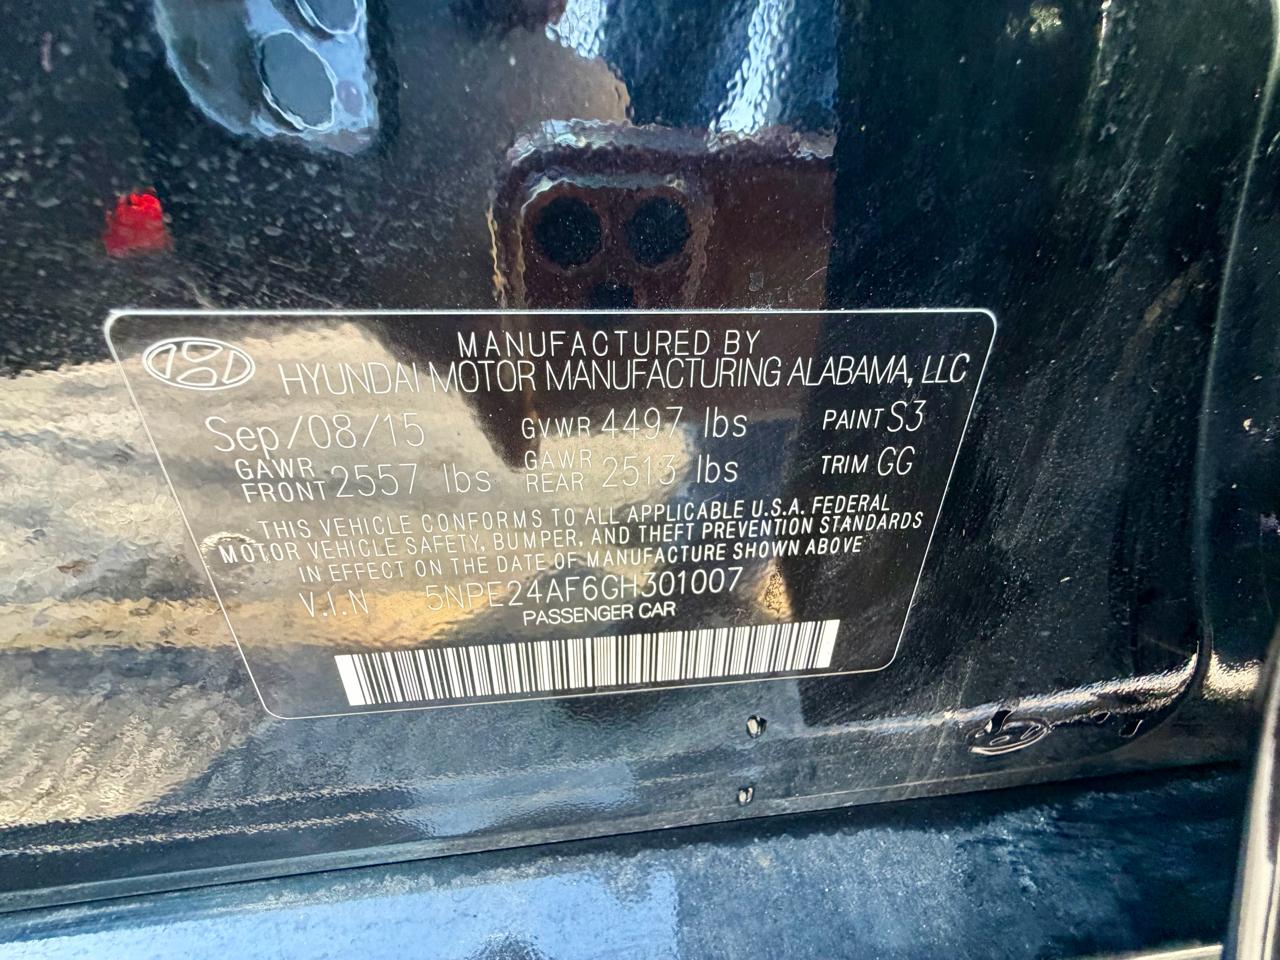 MANUFACTURED BY
HYUNDAI MOTOR MANUFACTURING ALABAMA, LLC
Sep/08/15 GVWR 4497 lbs PAINT S3
GAWR FRONT 2557 lbs GAWR REAR 2513 lbs TRIM GG
THIS VEHICLE CONFORMS TO ALL APPLICABLE U.S.A. FEDERAL
MOTOR VEHICLE SAFETY, BUMPER, AND THEFT PREVENTION STANDARDS
IN EFFECT ON THE DATE OF MANUFACTURE SHOWN ABOVE
V.I.N 5NPE24AF6GH301007
PASSENGER CAR